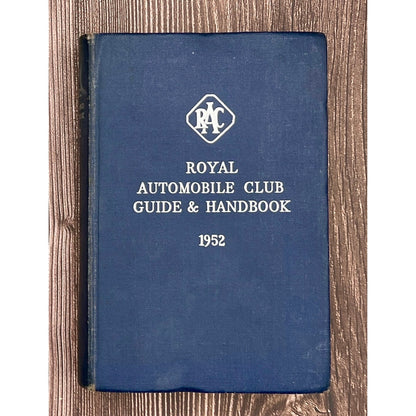 RAC
ROYAL
AUTOMOBILE CLUB
GUIDE & HANDBOOK
1952